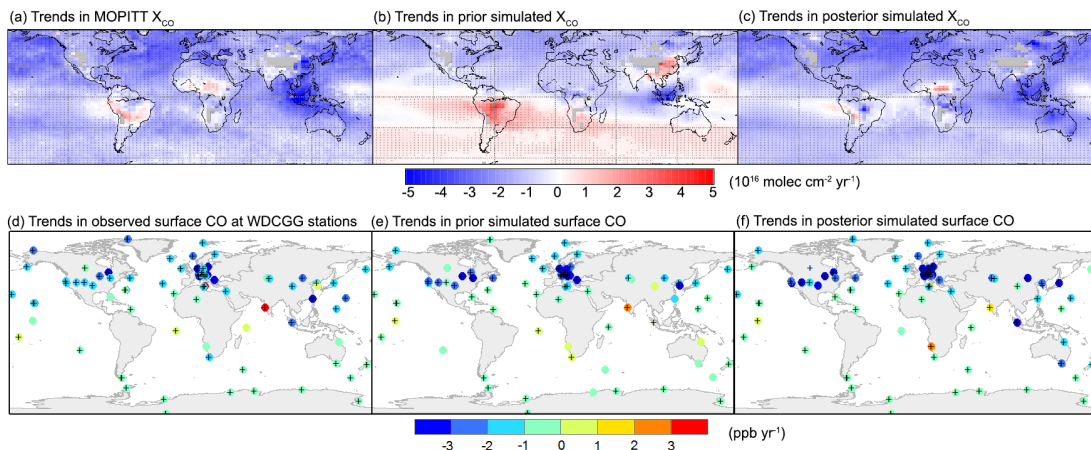 (a) Trends in MOPITT X_CO (b) Trends in prior simulated X_CO (c) Trends in posterior simulated X_CO
-5 -4 -3 -2 -1 0 1 2 3 4 5 (10¹⁶ molec cm⁻² yr⁻¹)
(d) Trends in observed surface CO at WDCGG stations (e) Trends in prior simulated surface CO (f) Trends in posterior simulated surface CO
-3 -2 -1 0 1 2 3 (ppb yr⁻¹)